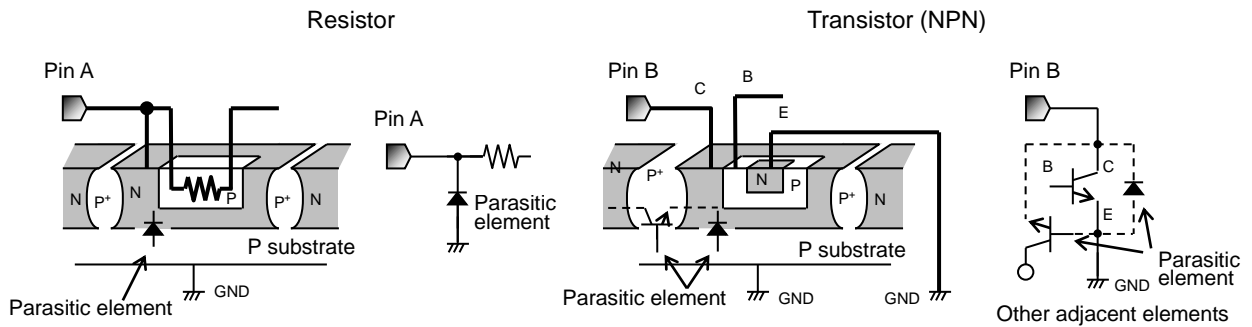 Resistor
Transistor (NPN)
Pin A
N
P+
N
P
P+
N
P substrate
Parasitic element
GND
Pin A
Parasitic
element
Pin B
C
B
E
N
P+
N
P
P+
N
P substrate
Parasitic element
GND
GND
Pin B
B
C
E
Parasitic
element
GND
Other adjacent elements